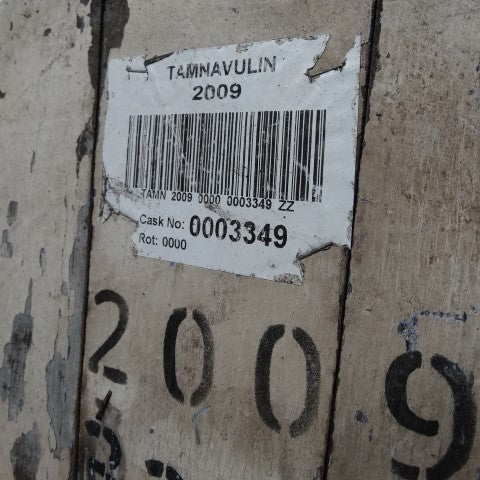 TAMNAVULIN
2009
TAMN 2009 0000 0003349 ZZ
Cask No: 0003349
Rot: 0000
2009